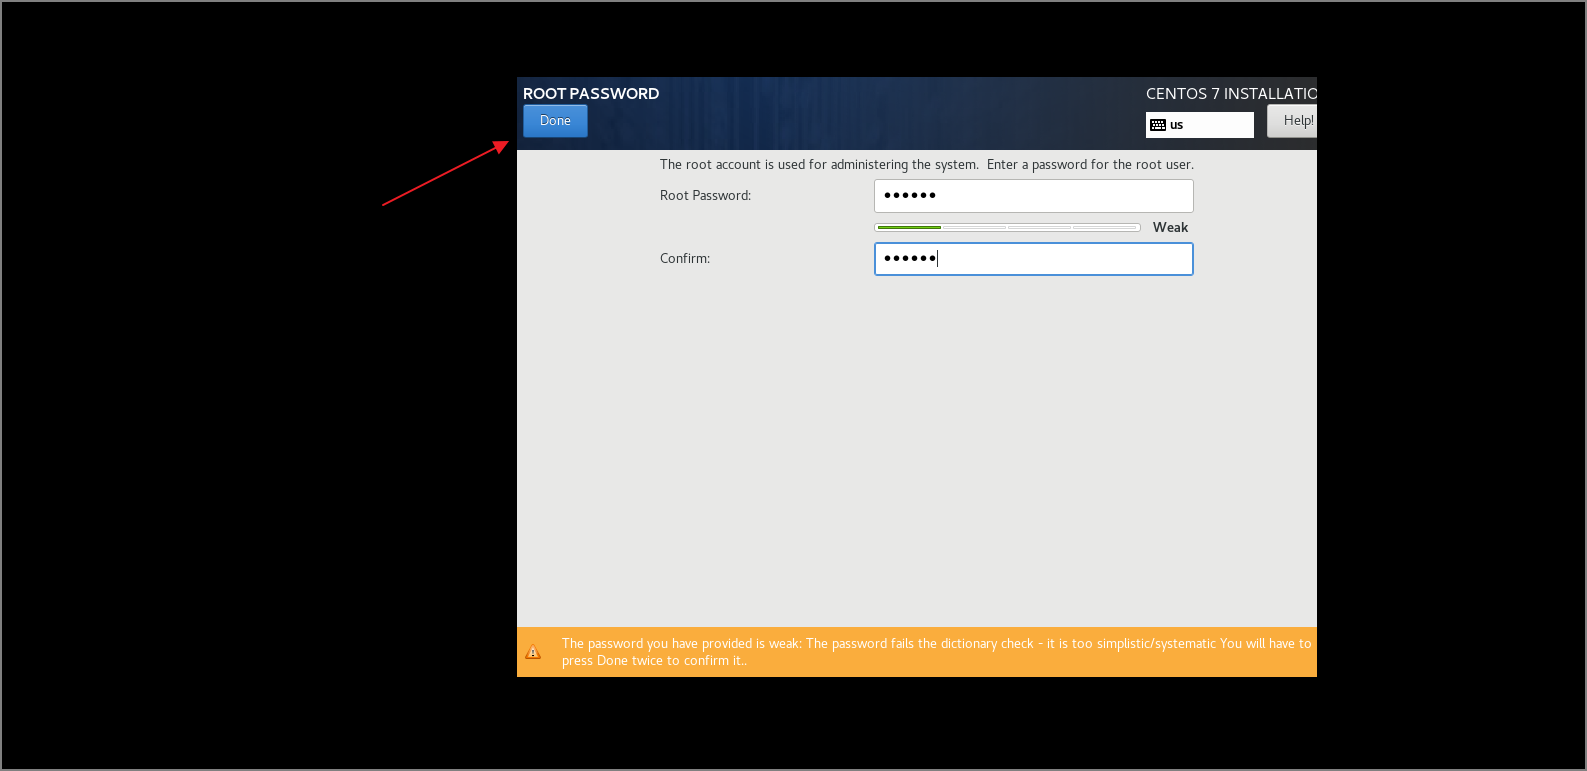 ROOT PASSWORD
CENTOS 7 INSTALLATIO
Done
us
Help!
The root account is used for administering the system.  Enter a password for the root user.
Root Password:
●●●●●●
Weak
Confirm:
●●●●●●
The password you have provided is weak: The password fails the dictionary check - it is too simplistic/systematic You will have to
press Done twice to confirm it..